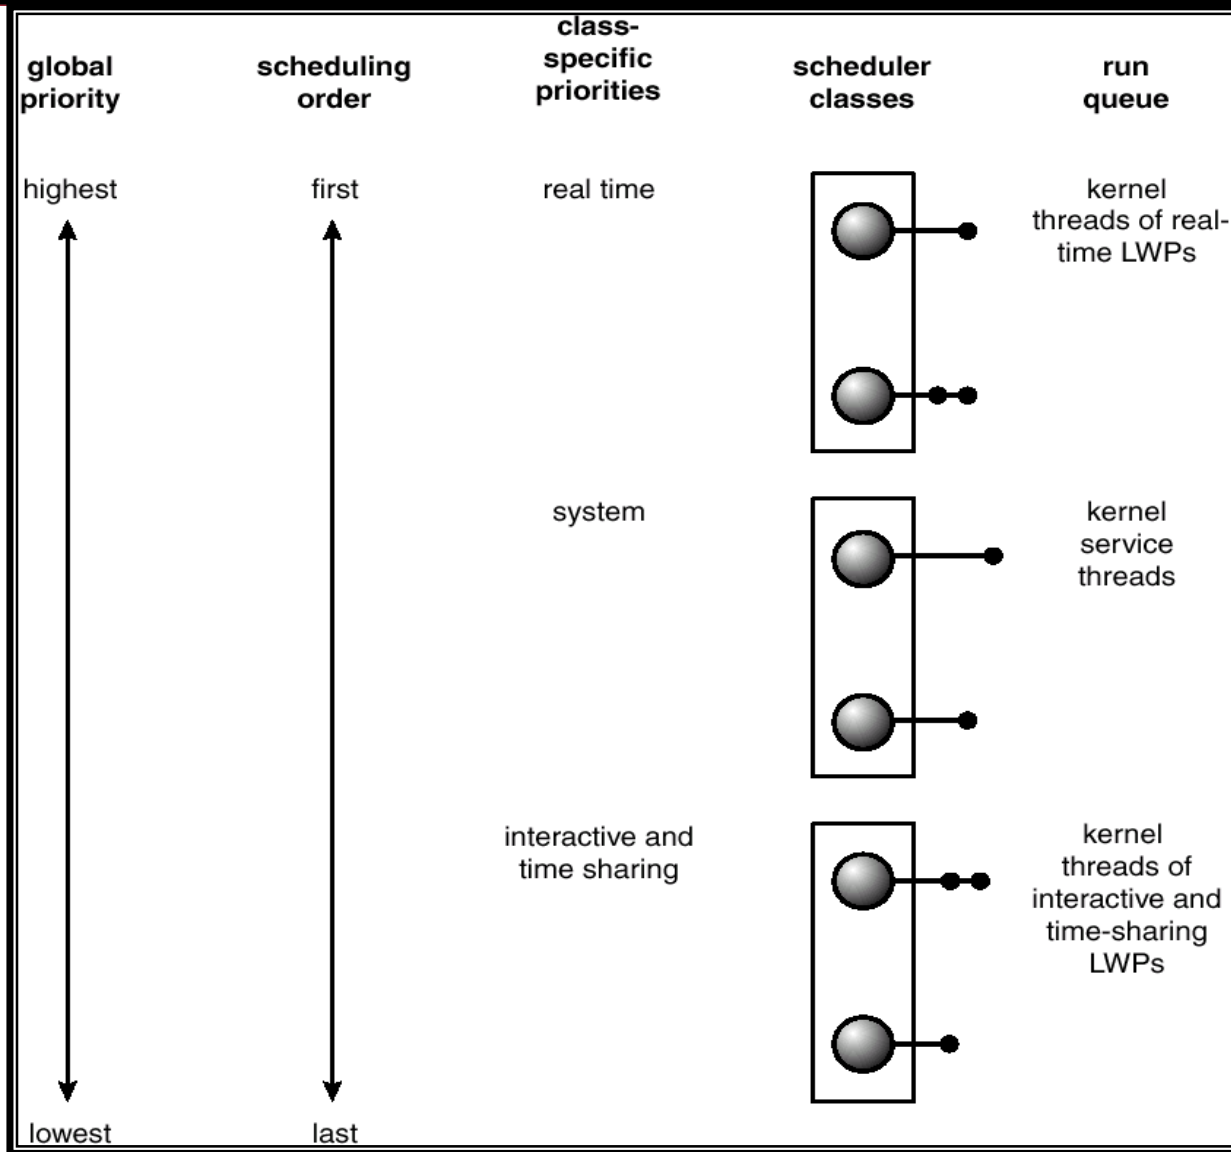 global
priority
scheduling
order
class-
specific
priorities
scheduler
classes
run
queue
highest
first
real time
kernel
threads of real-
time LWPs
system
kernel
service
threads
interactive and
time sharing
kernel
threads of
interactive and
time-sharing
LWPs
lowest
last